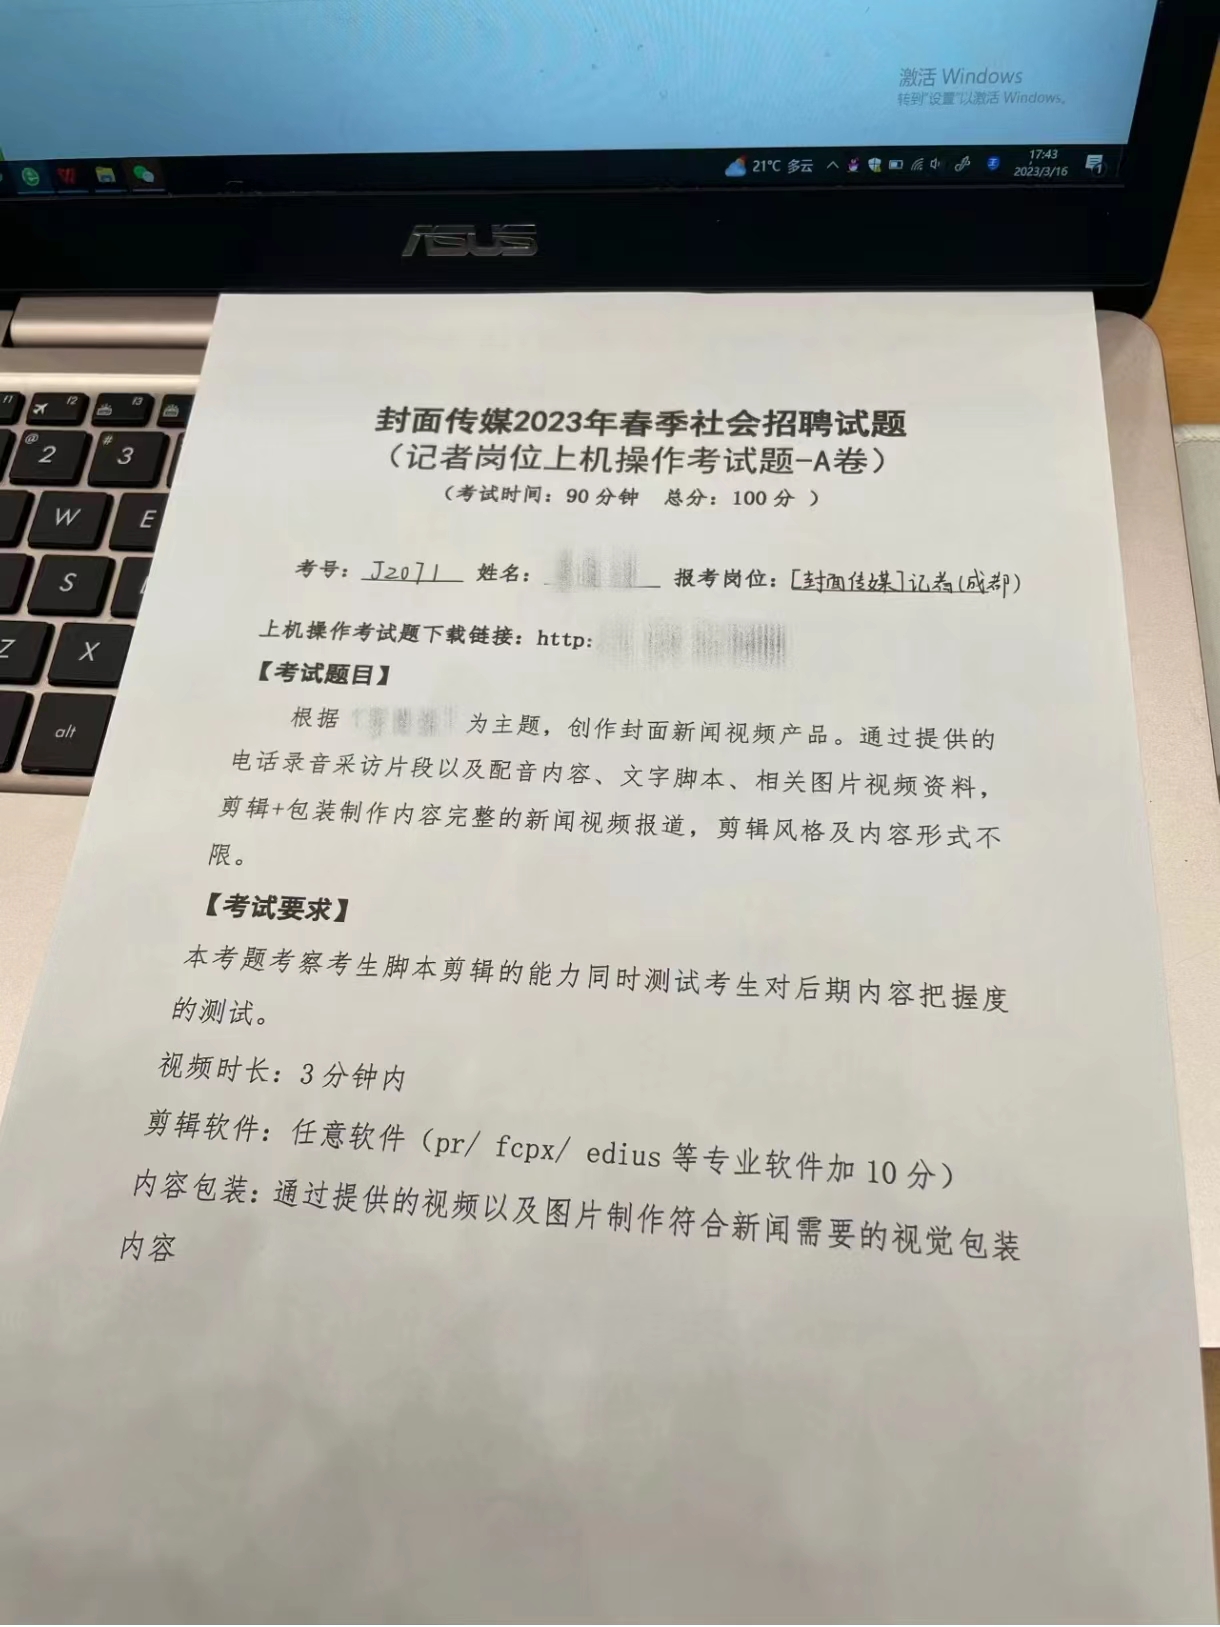 激活 Windows
转到"设置"以激活 Windows。
21°C 多云
17:43
2023/3/16
1
ASUS
f1
f2
f3
@
2
#
3
W
E
S
Z
X
alt
封面传媒2023年春季社会招聘试题
（记者岗位上机操作考试题-A卷）
（考试时间：90 分钟 总分：100 分 ）
考号：J2071 姓名： 报考岗位：[封面传媒]记者(成都)
上机操作考试题下载链接：http:
【考试题目】
根据 为主题，创作封面新闻视频产品。通过提供的
电话录音采访片段以及配音内容、文字脚本、相关图片视频资料，
剪辑+包装制作内容完整的新闻视频报道，剪辑风格及内容形式不
限。
【考试要求】
本考题考察考生脚本剪辑的能力同时测试考生对后期内容把握度
的测试。
视频时长：3 分钟内
剪辑软件：任意软件（pr/ fcpx/ edius 等专业软件加 10 分）
内容包装：通过提供的视频以及图片制作符合新闻需要的视觉包装
内容